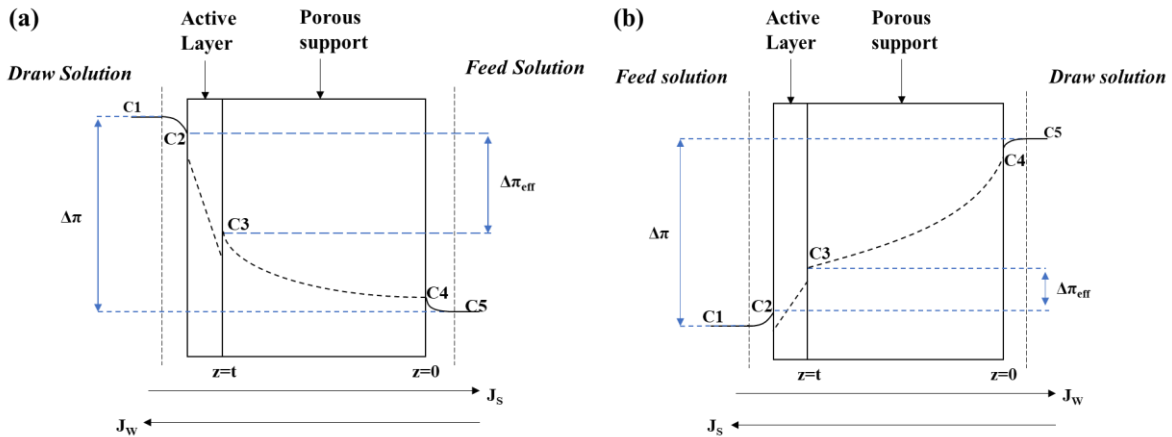 (a)
Active
Layer
Porous
support
Draw Solution
Feed Solution
C1
C2
C3
C4
C5
Δπ
Δπeff
z=t
z=0
JS
JW
(b)
Active
Layer
Porous
support
Feed solution
Draw solution
C5
C4
C3
C2
C1
Δπ
Δπeff
z=t
z=0
JW
JS